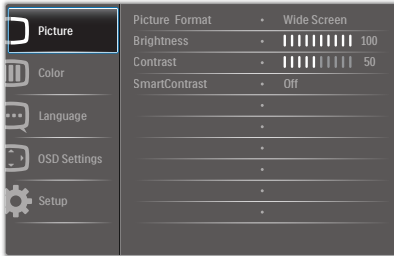 Picture
Color
Language
OSD Settings
Setup
Picture Format • Wide Screen
Brightness • 100
Contrast • 50
SmartContrast • Off
•
•
•
•
•
•